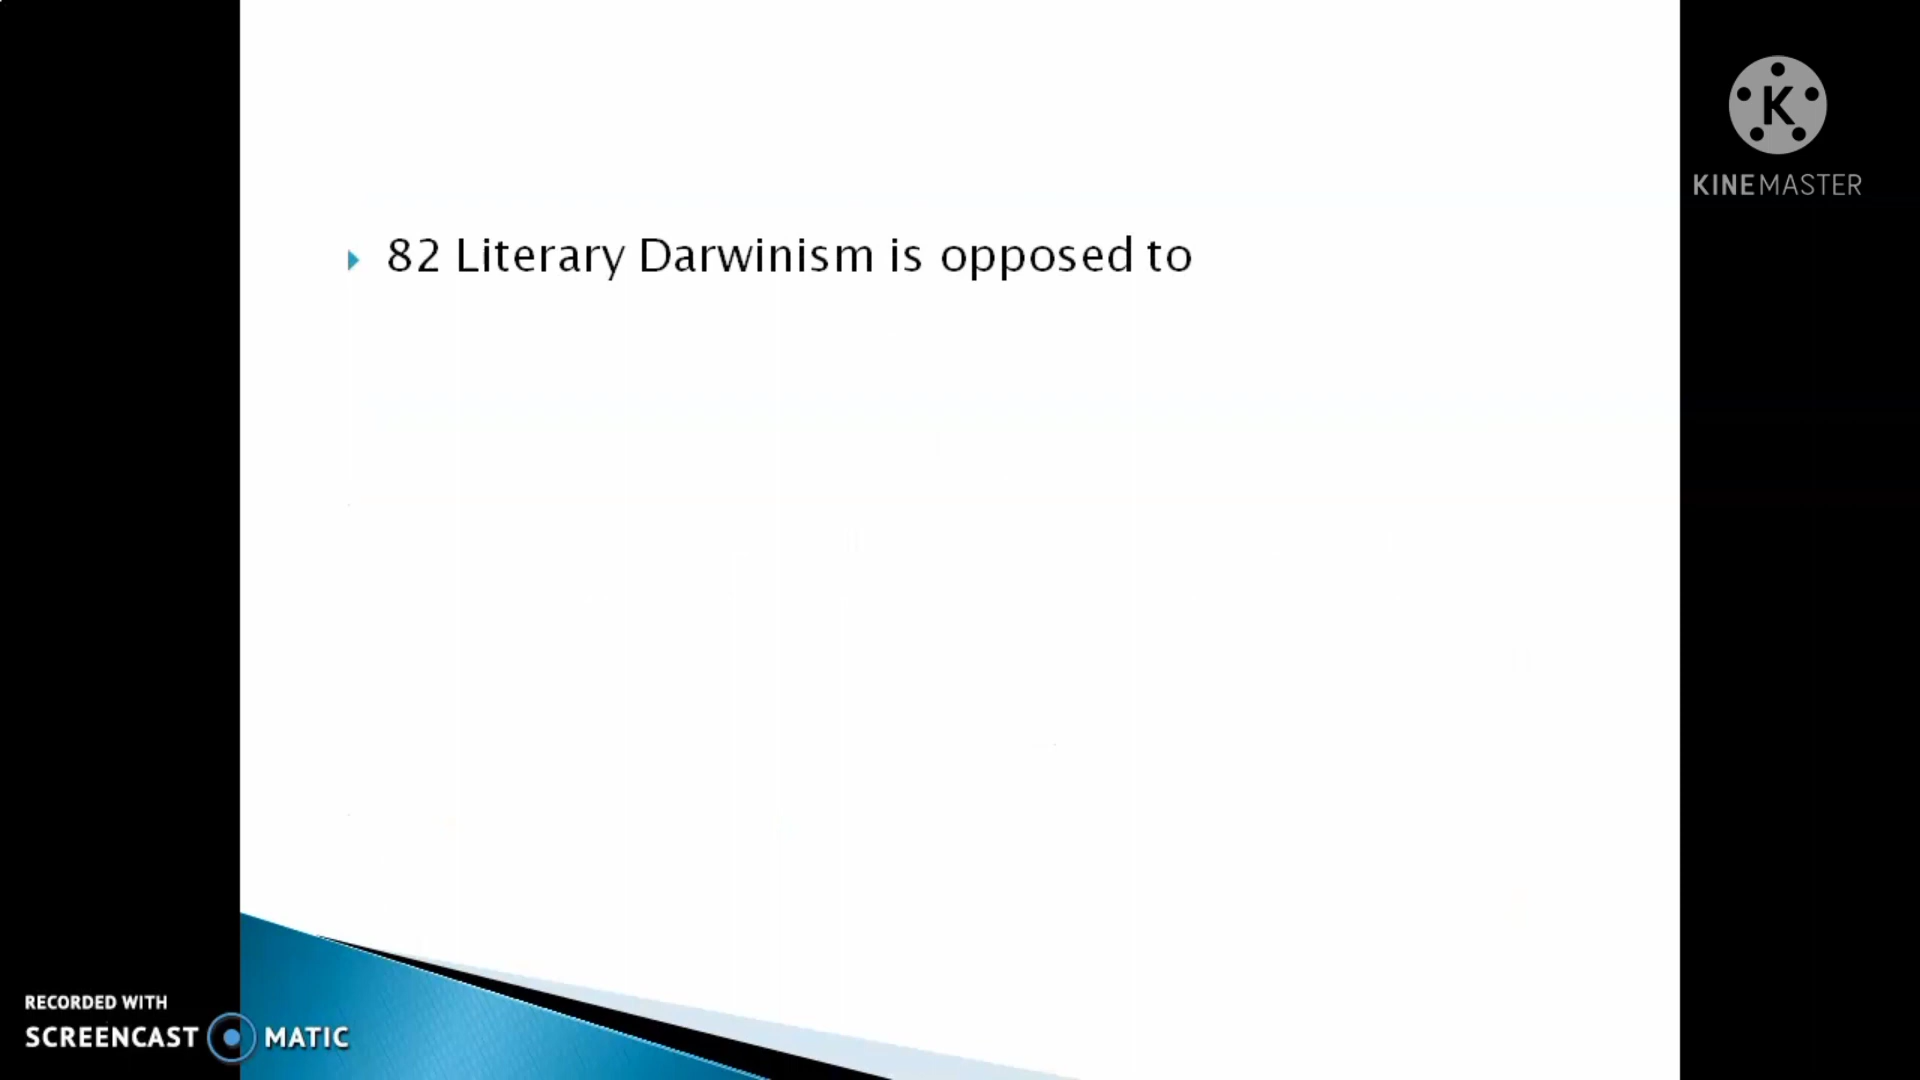 K
KINEMASTER
82 Literary Darwinism is opposed to
RECORDED WITH
SCREENCAST MATIC